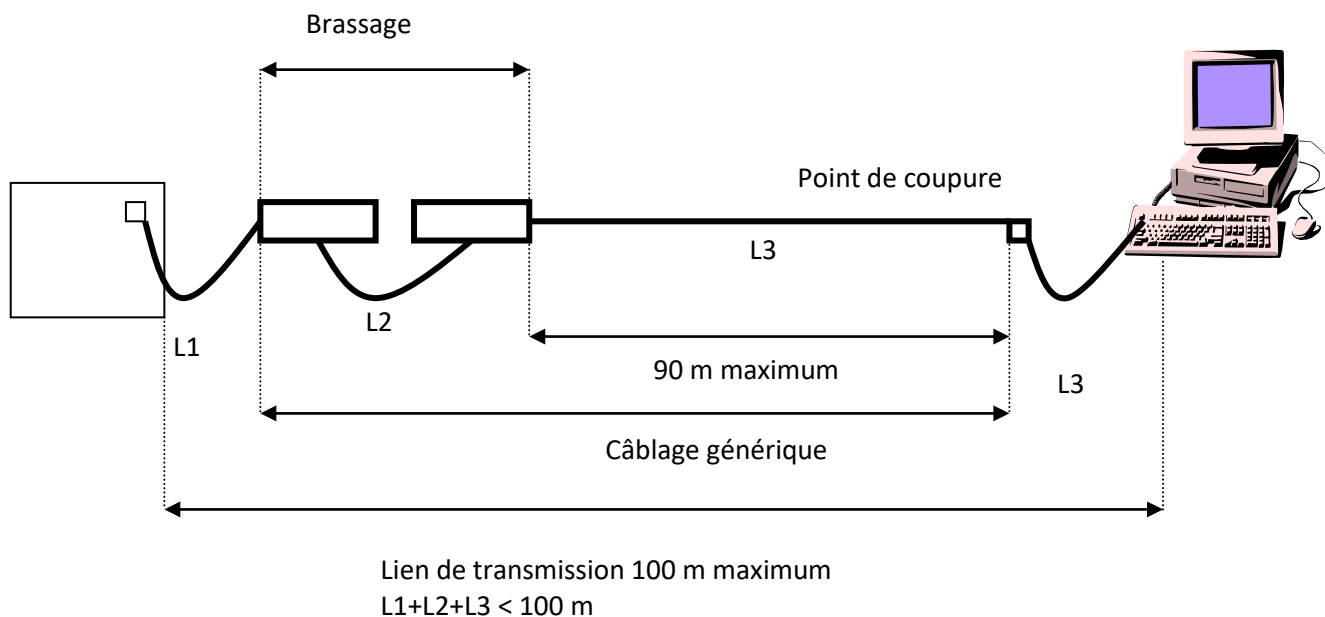 Brassage
Point de coupure
L3
L2
L1
90 m maximum
L3
Câblage générique
Lien de transmission 100 m maximum
L1+L2+L3 < 100 m